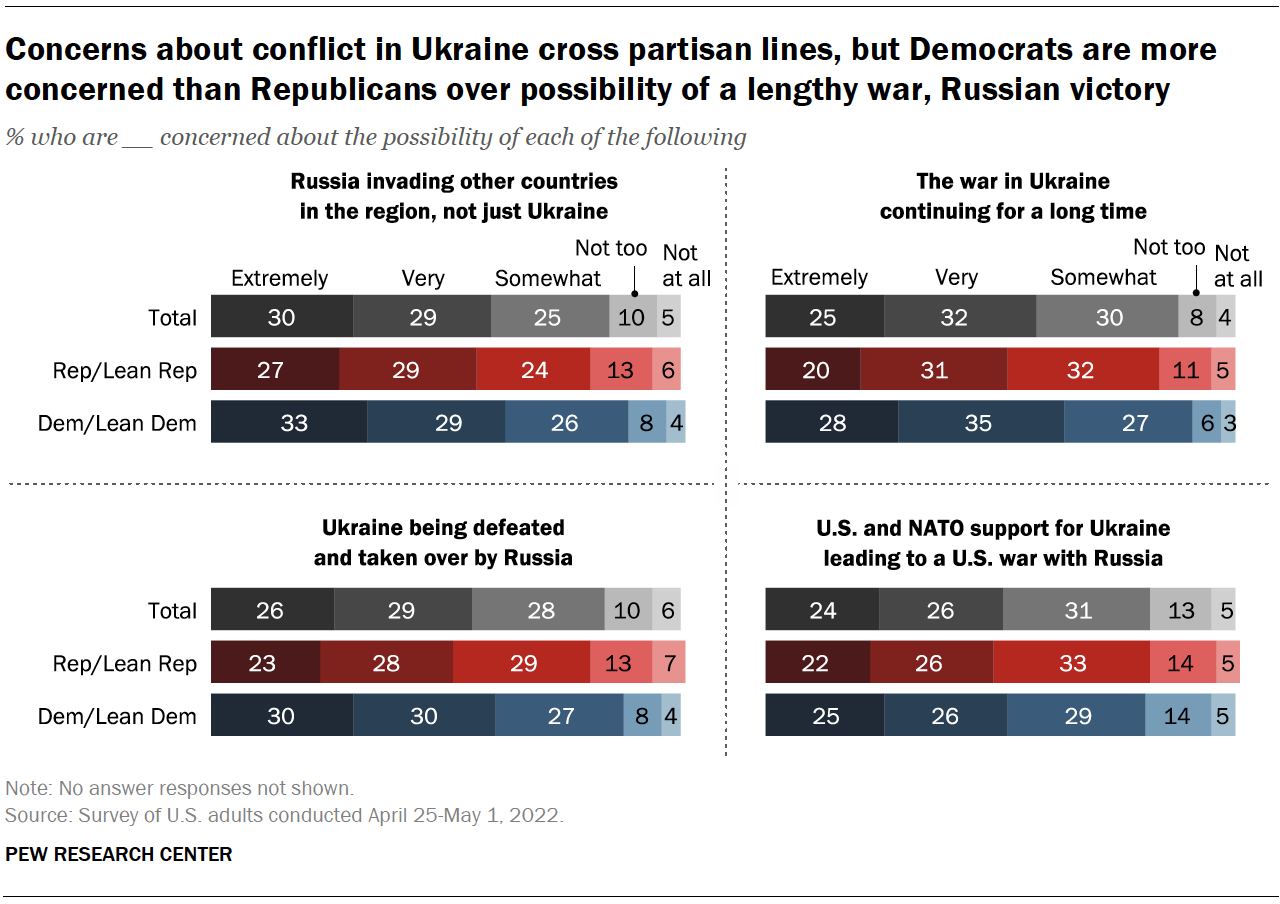 Concerns about conflict in Ukraine cross partisan lines, but Democrats are more
concerned than Republicans over possibility of a lengthy war, Russian victory
% who are __ concerned about the possibility of each of the following
Russia invading other countries
in the region, not just Ukraine
Extremely Very Somewhat Not too Not
at all
Total 30 29 25 10 5
Rep/Lean Rep 27 29 24 13 6
Dem/Lean Dem 33 29 26 8 4
The war in Ukraine
continuing for a long time
Extremely Very Somewhat Not too Not
at all
25 32 30 8 4
20 31 32 11 5
28 35 27 6 3
Ukraine being defeated
and taken over by Russia
Total 26 29 28 10 6
Rep/Lean Rep 23 28 29 13 7
Dem/Lean Dem 30 30 27 8 4
U.S. and NATO support for Ukraine
leading to a U.S. war with Russia
24 26 31 13 5
22 26 33 14 5
25 26 29 14 5
Note: No answer responses not shown.
Source: Survey of U.S. adults conducted April 25-May 1, 2022.
PEW RESEARCH CENTER